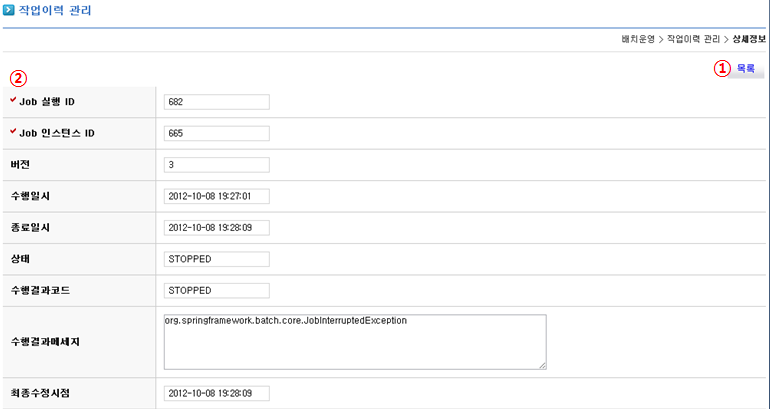 작업이력 관리
배치운영 > 작업이력 관리 > 상세정보
① 목록
②
Job 실행 ID 682
Job 인스턴스 ID 665
버전 3
수행일시 2012-10-08 19:27:01
종료일시 2012-10-08 19:28:09
상태 STOPPED
수행결과코드 STOPPED
수행결과메세지 org.springframework.batch.core.JobInterruptedException
최종수정시점 2012-10-08 19:28:09